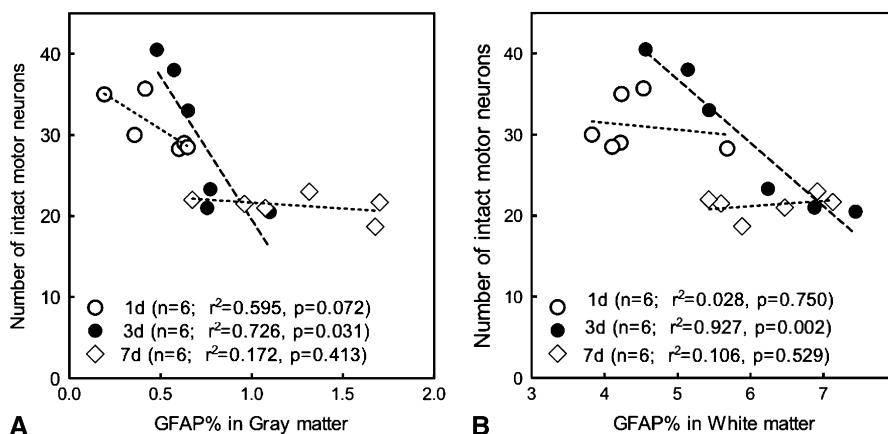 Number of intact motor neurons
40
30
20
10
0
1d (n=6; r²=0.595, p=0.072)
3d (n=6; r²=0.726, p=0.031)
7d (n=6; r²=0.172, p=0.413)
0.0 0.5 1.0 1.5 2.0
A GFAP% in Gray matter
Number of intact motor neurons
40
30
20
10
0
1d (n=6; r²=0.028, p=0.750)
3d (n=6; r²=0.927, p=0.002)
7d (n=6; r²=0.106, p=0.529)
3 4 5 6 7
B GFAP% in White matter